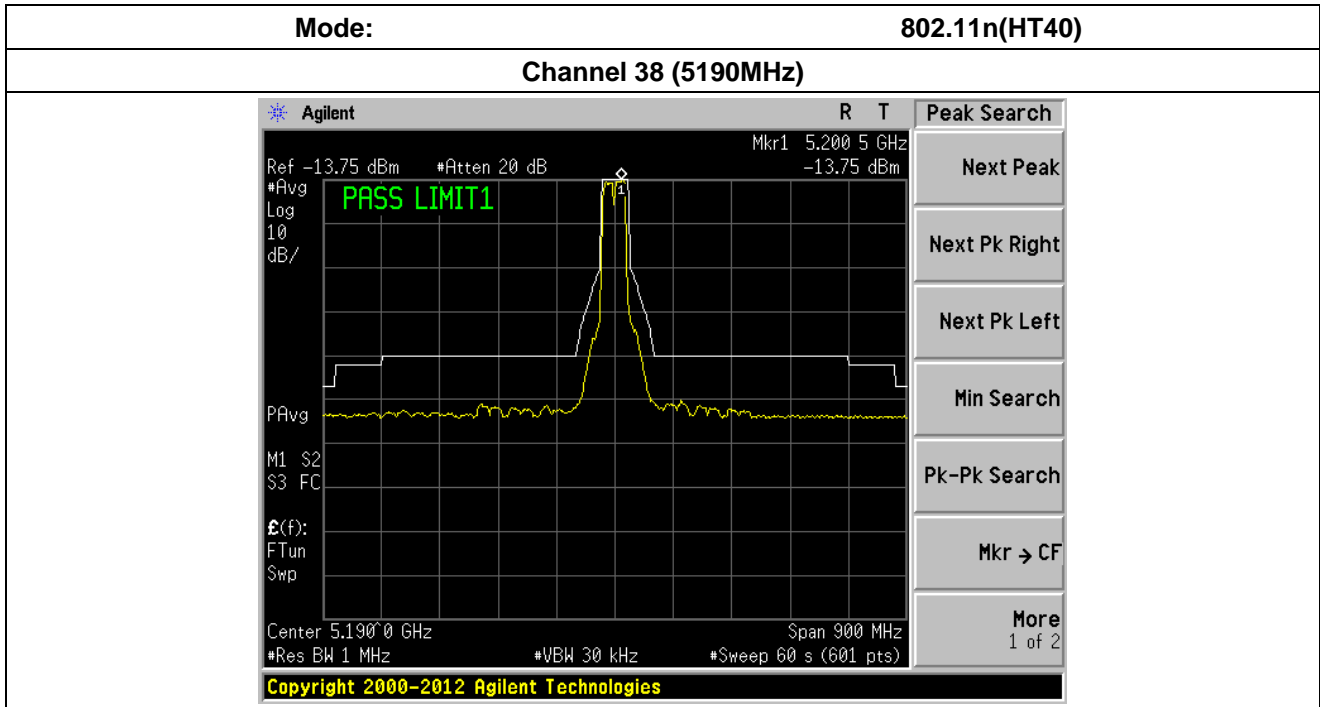 Mode: 802.11n(HT40)
Channel 38 (5190MHz)
Agilent R T Peak Search
Mkr1 5.200 5 GHz
Ref -13.75 dBm #Atten 20 dB -13.75 dBm
Next Peak
#Avg
Log
10
dB/
PASS LIMIT1
1
Next Pk Right
Next Pk Left
Min Search
PAvg
M1 S2
S3 FC
Pk-Pk Search
£(f):
FTun
Swp
Mkr → CF
Center 5.190^0 GHz Span 900 MHz
#Res BW 1 MHz #VBW 30 kHz #Sweep 60 s (601 pts)
More
1 of 2
Copyright 2000-2012 Agilent Technologies